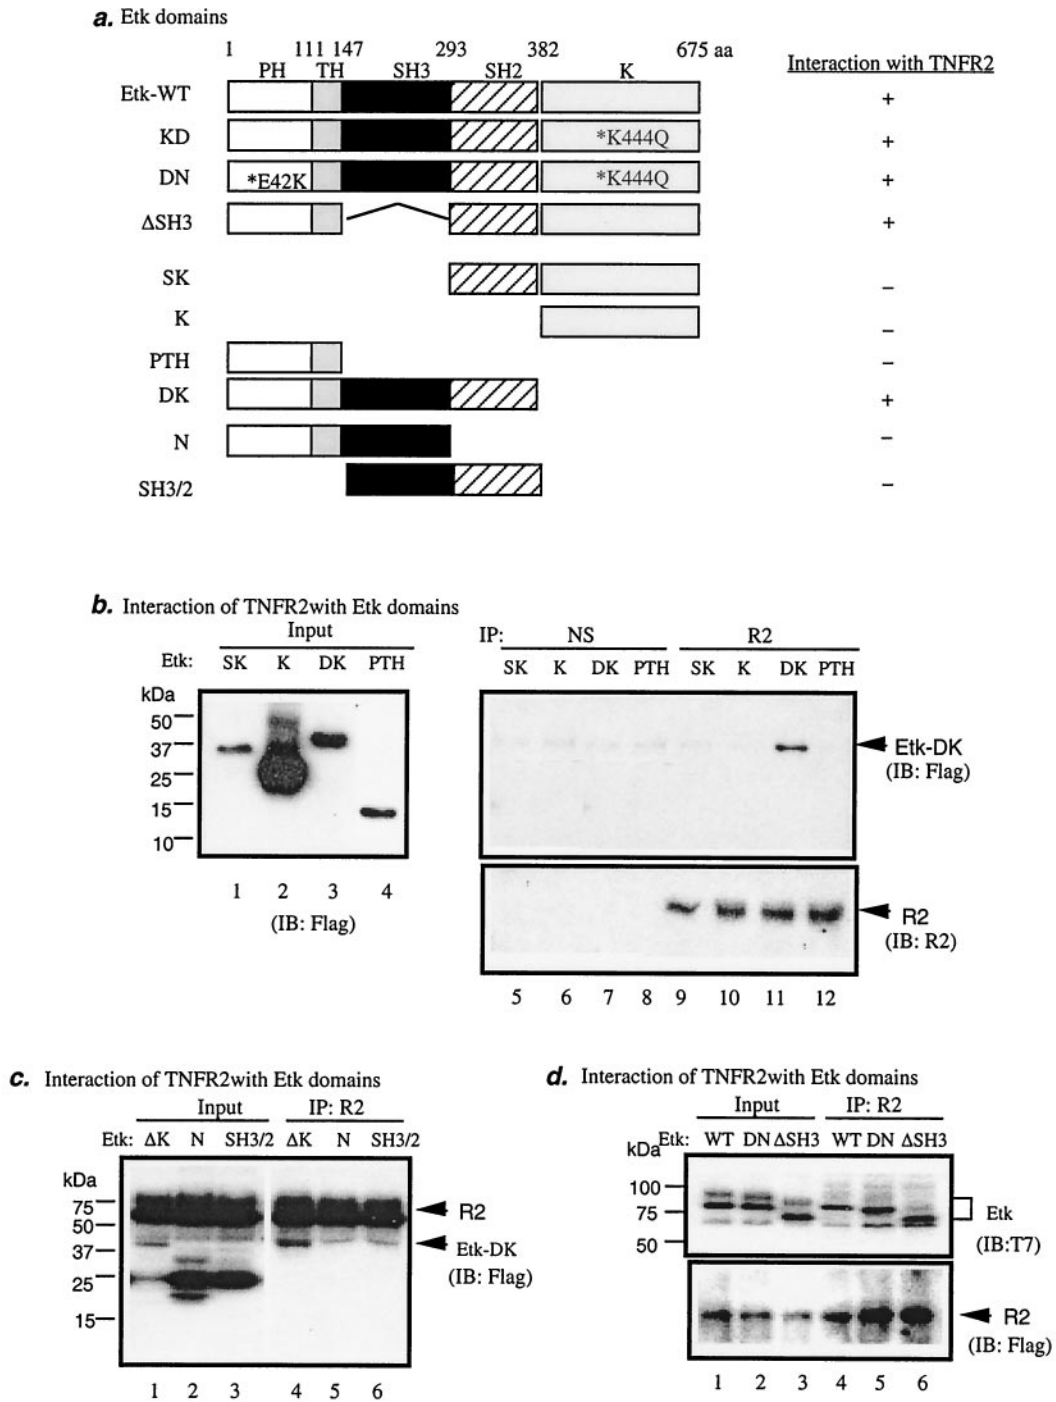 a. Etk domains
1 111 147 293 382 675 aa
PH TH SH3 SH2 K
Interaction with TNFR2
Etk-WT +
KD *K444Q +
DN *E42K *K444Q +
ΔSH3 +
SK –
K –
PTH –
DK +
N –
SH3/2 –
b. Interaction of TNFR2with Etk domains
Input
Etk: SK K DK PTH
kDa
50
37
25
15
10
1 2 3 4
(IB: Flag)
IP: NS R2
SK K DK PTH SK K DK PTH
Etk-DK
(IB: Flag)
R2
(IB: R2)
5 6 7 8 9 10 11 12
c. Interaction of TNFR2with Etk domains
Input IP: R2
Etk: ΔK N SH3/2 ΔK N SH3/2
kDa
75
50
37
25
15
R2
Etk-DK
(IB: Flag)
1 2 3 4 5 6
d. Interaction of TNFR2with Etk domains
Input IP: R2
Etk: WT DN ΔSH3 WT DN ΔSH3
kDa
100
75
50
Etk
(IB:T7)
R2
(IB: Flag)
1 2 3 4 5 6